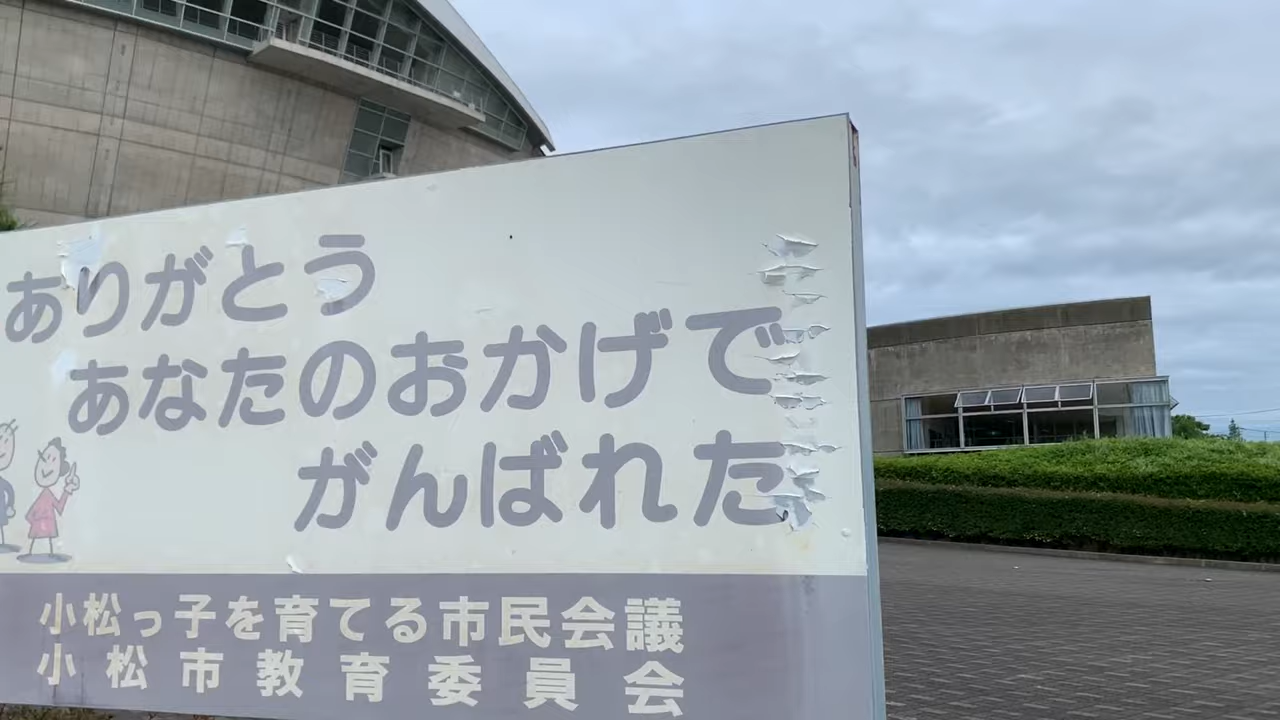 ありがとう
あなたのおかげで
がんばれた
小松っ子を育てる市民会議
小松市教育委員会